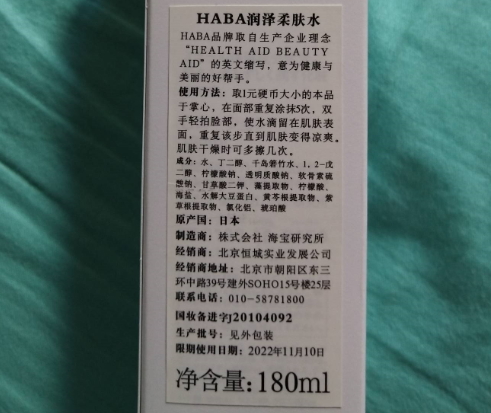 HABA润泽柔肤水
HABA品牌取自生产企业理念
“HEALTH AID BEAUTY
AID”的英文缩写，意为健康与
美丽的好帮手。
使用方法：取1元硬币大小的本品
于掌心，在面部重复涂抹5次，双
手轻拍脸部，使水滴留在肌肤表
面，重复该步直到肌肤变得凉爽。
肌肤干燥时可多擦几次。
成分：水、丁二醇、千岛箬竹水、1，2-戊
二醇、柠檬酸钠、透明质酸钠、软骨素硫
酸钠、甘草酸二钾、藻提取物、柠檬酸、
海盐、水解大豆蛋白、黄芩根提取物、紫
草根提取物、氯化铝、琥珀酸
原产国：日本
制造商：株式会社 海宝研究所
经销商：北京恒城实业发展公司
经销商地址：北京市朝阳区东三
环中路39号建外SOHO15号楼25层
联系电话：010-58781800
国妆备进字J20104092
生产批号：见外包装
限期使用日期：2022年11月10日
净含量:180ml